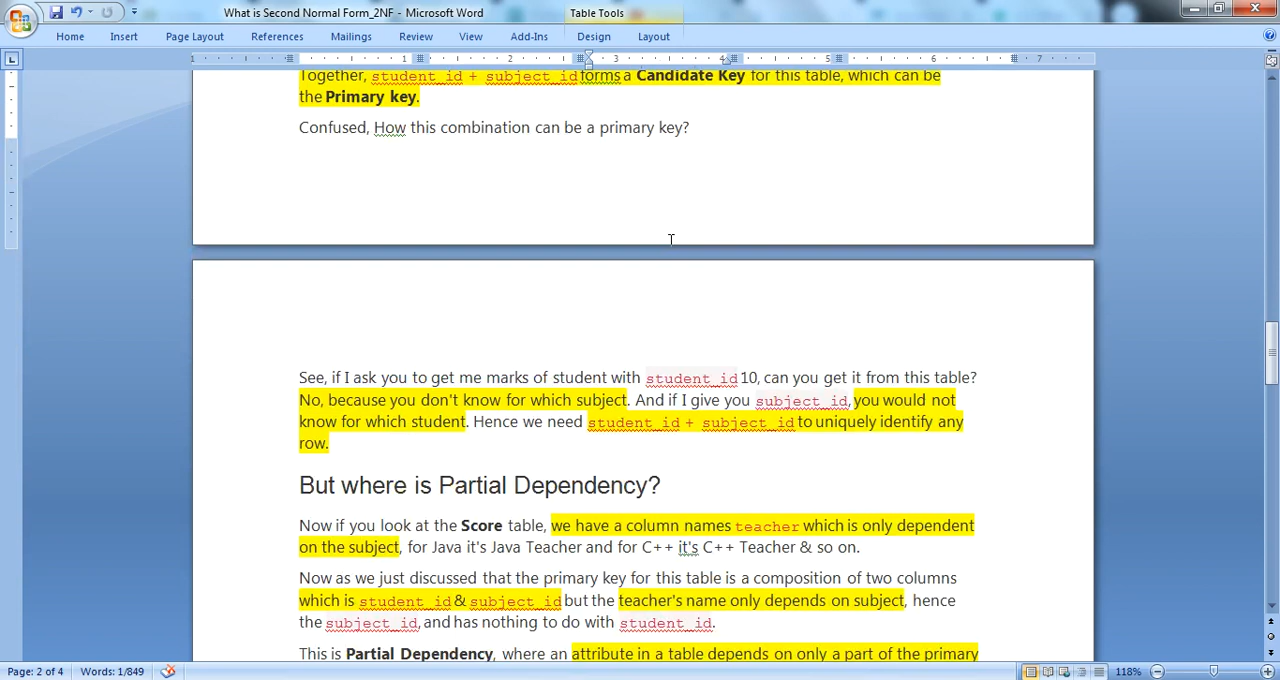 What is Second Normal Form_2NF - Microsoft Word
Table Tools
Home Insert Page Layout References Mailings Review View Add-Ins Design Layout
1 1 2 3 4 5 6 7
Together, student_id + subject_id forms a Candidate Key for this table, which can be
the Primary key.
Confused, How this combination can be a primary key?
See, if I ask you to get me marks of student with student_id 10, can you get it from this table?
No, because you don't know for which subject. And if I give you subject_id, you would not
know for which student. Hence we need student_id + subject_id to uniquely identify any
row.
But where is Partial Dependency?
Now if you look at the Score table, we have a column names teacher which is only dependent
on the subject, for Java it's Java Teacher and for C++ it's C++ Teacher & so on.
Now as we just discussed that the primary key for this table is a composition of two columns
which is student_id & subject_id but the teacher's name only depends on subject, hence
the subject_id, and has nothing to do with student_id.
This is Partial Dependency, where an attribute in a table depends on only a part of the primary
Page: 2 of 4 Words: 1/849 118%